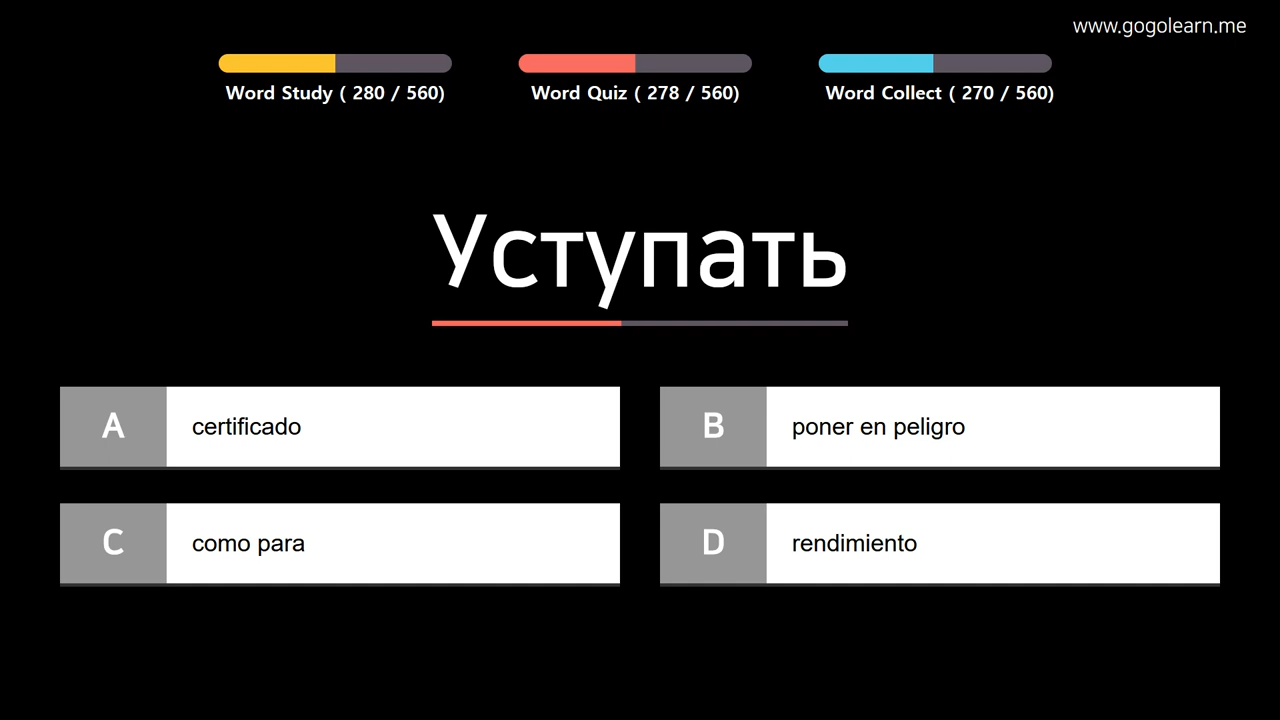 www.gogolearn.me
Word Study ( 280 / 560)
Word Quiz ( 278 / 560)
Word Collect ( 270 / 560)
Уступать
A
certificado
B
poner en peligro
C
como para
D
rendimiento